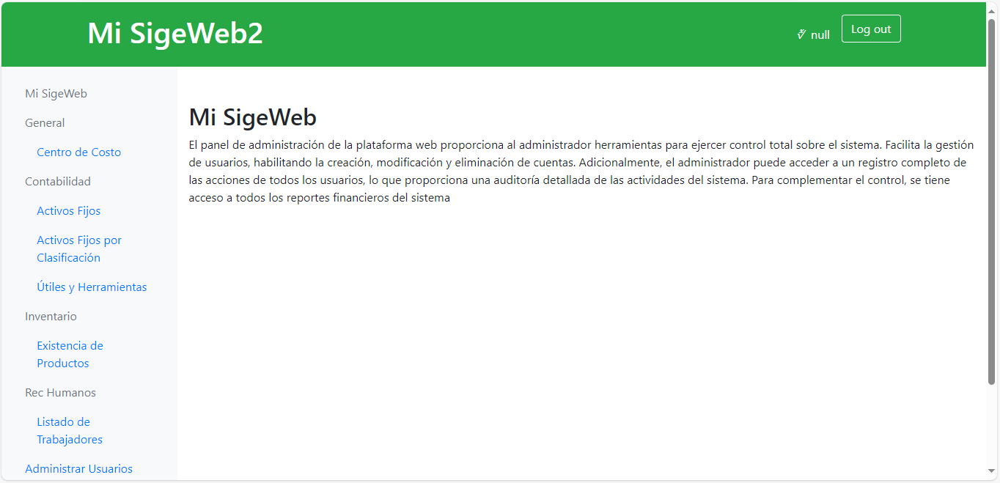 Mi SigeWeb2
null
Log out
Mi SigeWeb
General
Centro de Costo
Contabilidad
Activos Fijos
Activos Fijos por
Clasificación
Útiles y Herramientas
Inventario
Existencia de
Productos
Rec Humanos
Listado de
Trabajadores
Administrar Usuarios
Mi SigeWeb
El panel de administración de la plataforma web proporciona al administrador herramientas para ejercer control total sobre el sistema. Facilita la gestión
de usuarios, habilitando la creación, modificación y eliminación de cuentas. Adicionalmente, el administrador puede acceder a un registro completo de
las acciones de todos los usuarios, lo que proporciona una auditoría detallada de las actividades del sistema. Para complementar el control, se tiene
acceso a todos los reportes financieros del sistema